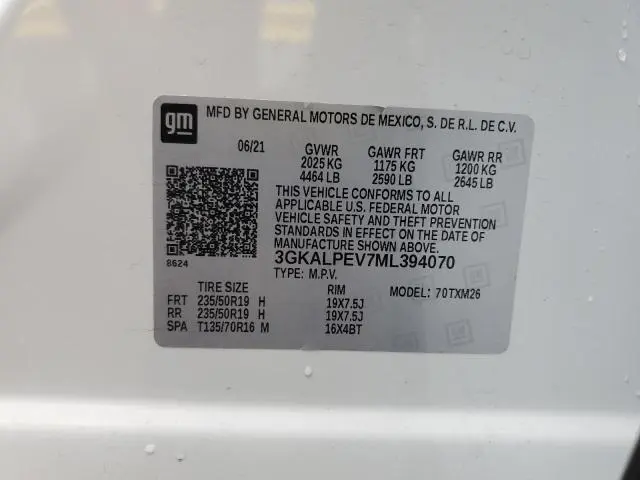 gm MFD BY GENERAL MOTORS DE MEXICO, S. DE R.L. DE C.V.
06/21 GVWR GAWR FRT GAWR RR
2025 KG 1175 KG 1200 KG
4464 LB 2590 LB 2645 LB
THIS VEHICLE CONFORMS TO ALL
APPLICABLE U.S. FEDERAL MOTOR
VEHICLE SAFETY AND THEFT PREVENTION
STANDARDS IN EFFECT ON THE DATE OF
MANUFACTURE SHOWN ABOVE.
8624 3GKALPEV7ML394070
TYPE: M.P.V.
TIRE SIZE RIM MODEL: 70TXM26
FRT 235/50R19 H 19X7.5J
RR 235/50R19 H 19X7.5J
SPA T135/70R16 M 16X4BT